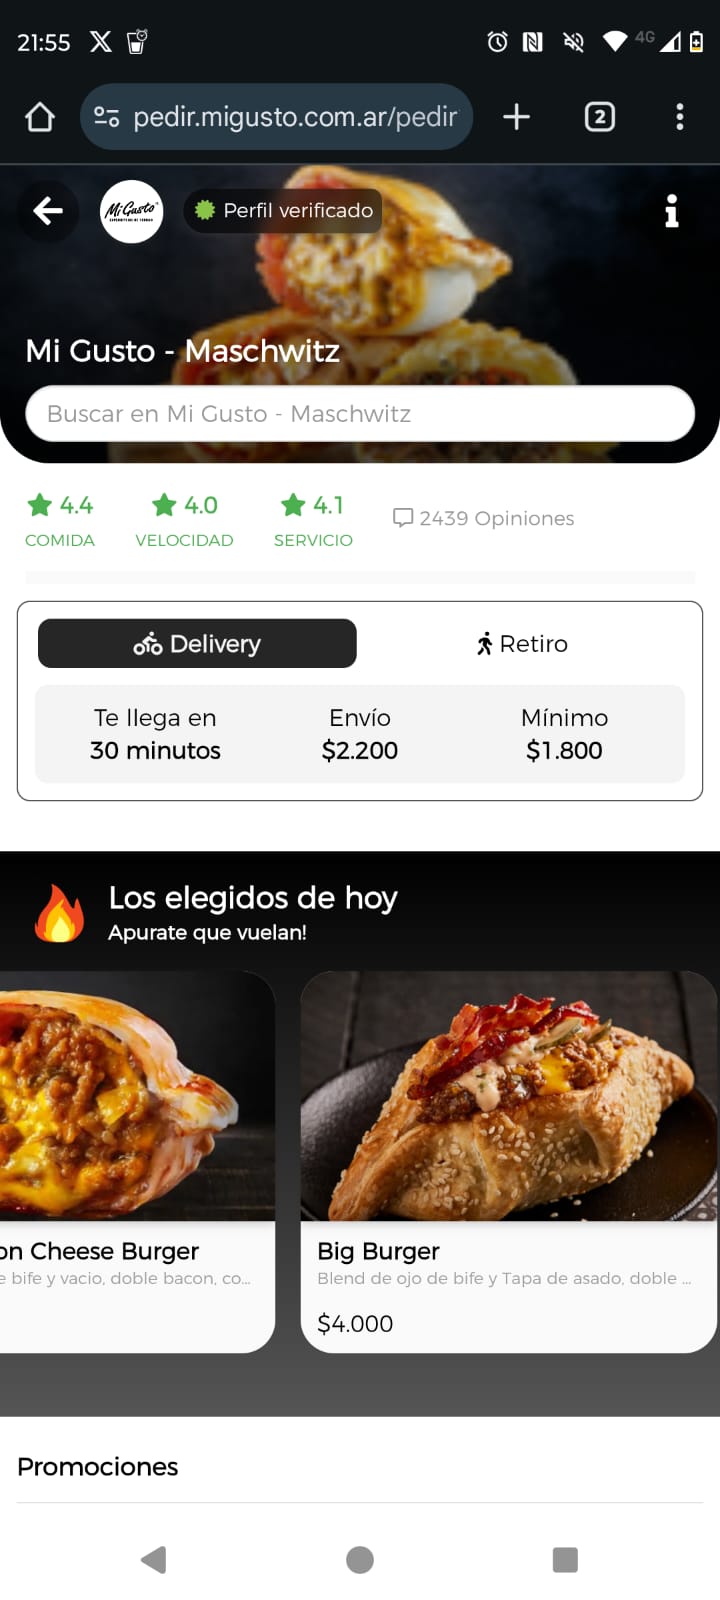 21:55
4G
pedir.migusto.com.ar/pedir
2
Mi Gusto
Perfil verificado
Mi Gusto - Maschwitz
Buscar en Mi Gusto - Maschwitz
4.4 4.0 4.1
2439 Opiniones
COMIDA VELOCIDAD SERVICIO
Delivery Retiro
Te llega en Envío Mínimo
30 minutos $2.200 $1.800
Los elegidos de hoy
Apurate que vuelan!
on Cheese Burger
e bife y vacio, doble bacon, co...
Big Burger
Blend de ojo de bife y Tapa de asado, doble ...
$4.000
Promociones